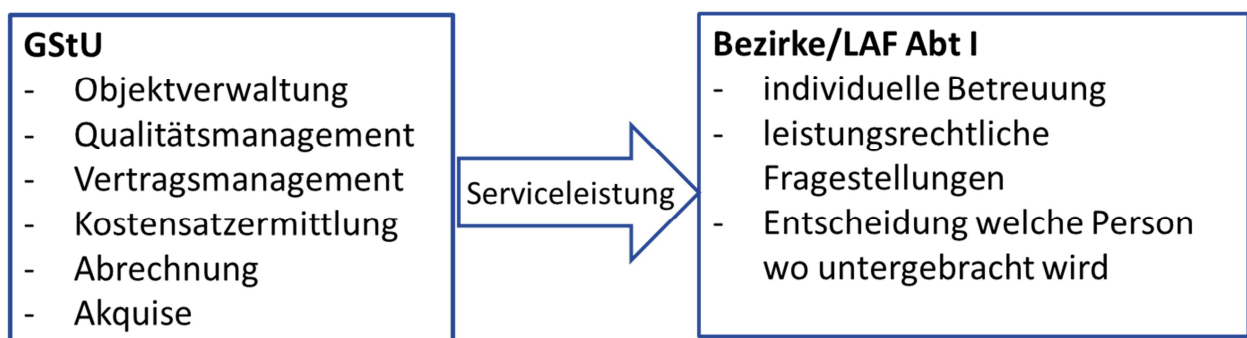 GStU
- Objektverwaltung
- Qualitätsmanagement
- Vertragsmanagement
- Kostensatzermittlung
- Abrechnung
- Akquise
Serviceleistung
Bezirke/LAF Abt I
- individuelle Betreuung
- leistungsrechtliche
Fragestellungen
- Entscheidung welche Person
wo untergebracht wird